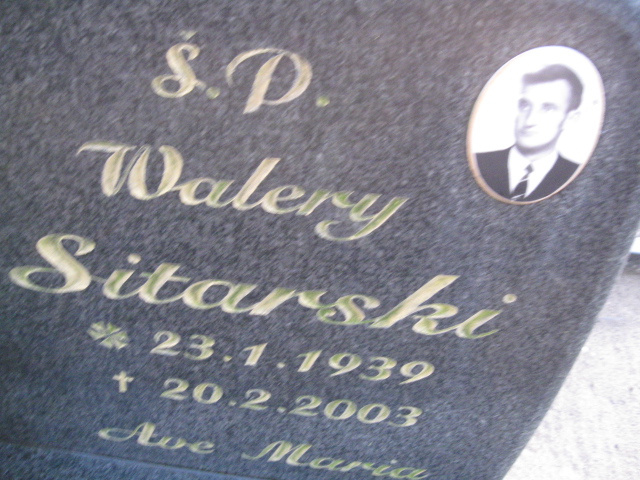 Ś.P.
Walery
Sitarski
* 23.1.1939
✝ 20.2.2003
Ave Maria